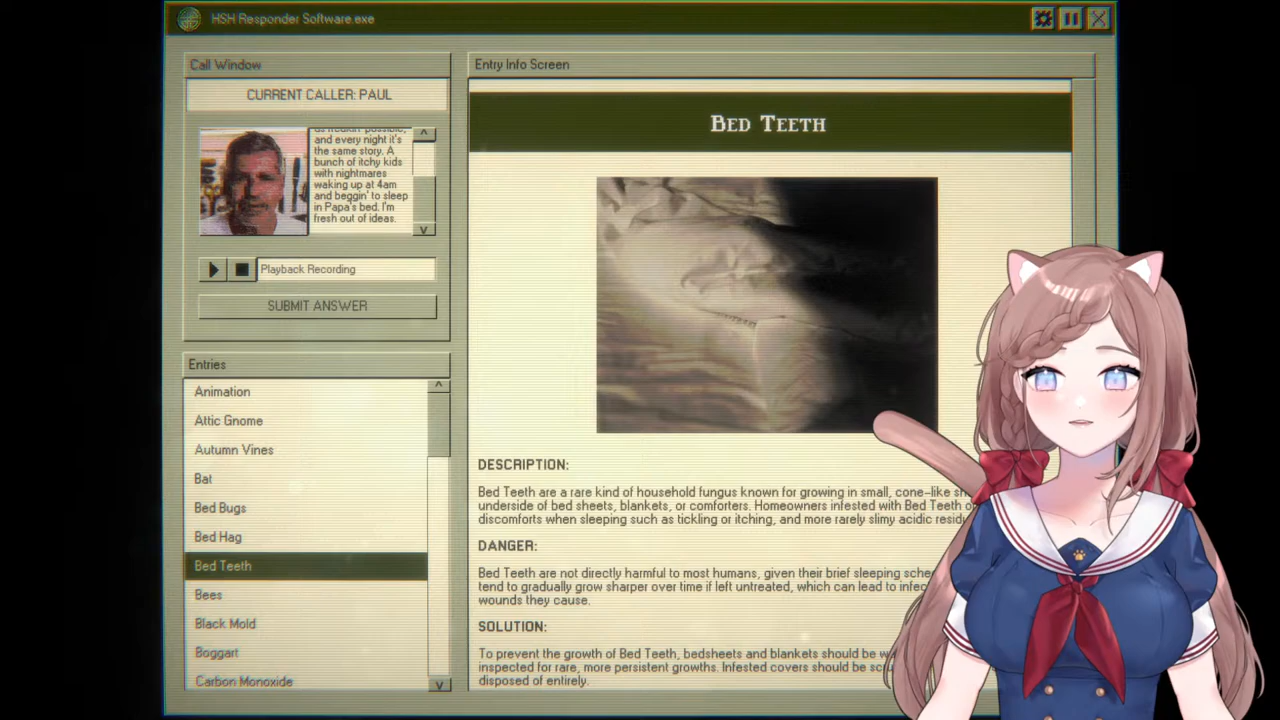 HSH Responder Software.exe
Call Window
CURRENT CALLER: PAUL
and every night it's
the same story. A
bunch of itchy kids
with nightmares
waking up at 4am
and beggin' to sleep
in Papa's bed. I'm
fresh out of ideas.
Playback Recording
SUBMIT ANSWER
Entries
Animation
Attic Gnome
Autumn Vines
Bat
Bed Bugs
Bed Hag
Bed Teeth
Bees
Black Mold
Boggart
Carbon Monoxide
Entry Info Screen
BED TEETH
DESCRIPTION:
Bed Teeth are a rare kind of household fungus known for growing in small, cone-like
underside of bed sheets, blankets, or comforters. Homeowners infested with Bed Teeth
discomforts when sleeping such as tickling or itching, and more rarely slimy acidic
DANGER:
Bed Teeth are not directly harmful to most humans, given their brief sleeping
tend to gradually grow sharper over time if left untreated, which can lead to
wounds they cause.
SOLUTION:
To prevent the growth of Bed Teeth, bedsheets and blankets should be
inspected for rare, more persistent growths. Infested covers should be
disposed of entirely.